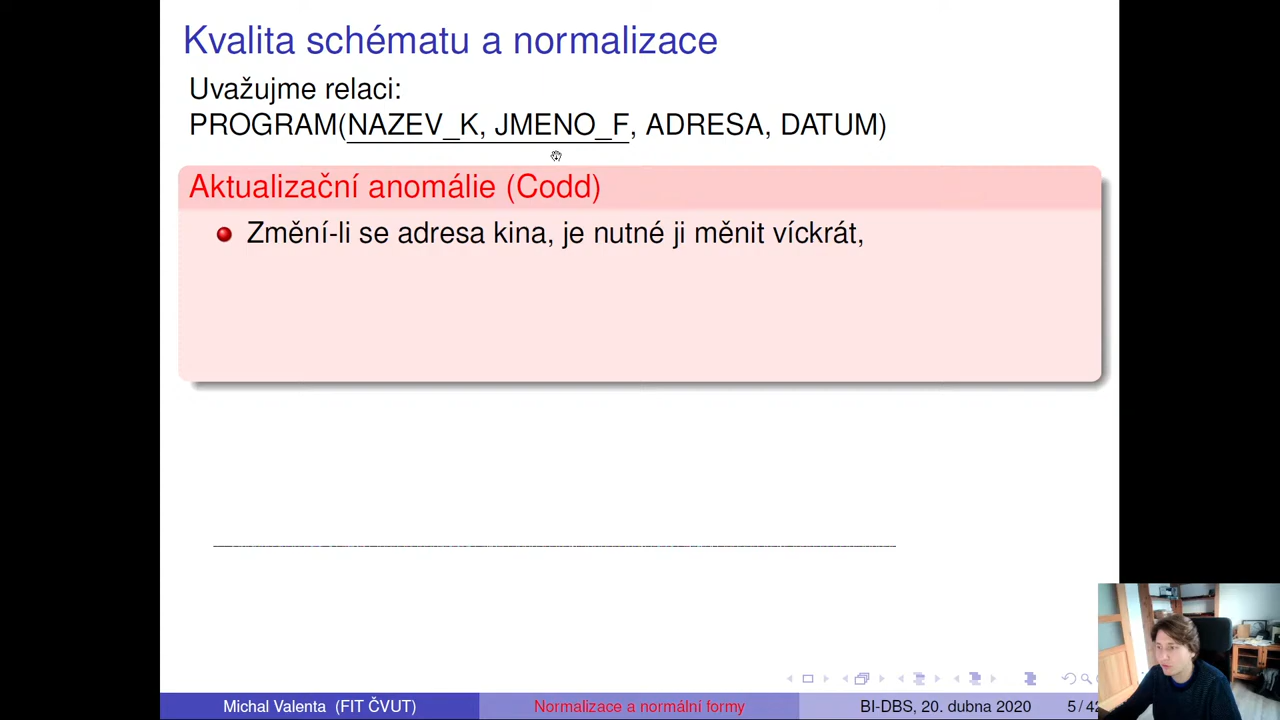 Kvalita schématu a normalizace
Uvažujme relaci:
PROGRAM(NAZEV_K, JMENO_F, ADRESA, DATUM)
Aktualizační anomálie (Codd)
Změní-li se adresa kina, je nutné ji měnit víckrát,
Michal Valenta (FIT ČVUT) Normalizace a normální formy BI-DBS, 20. dubna 2020 5 / 42